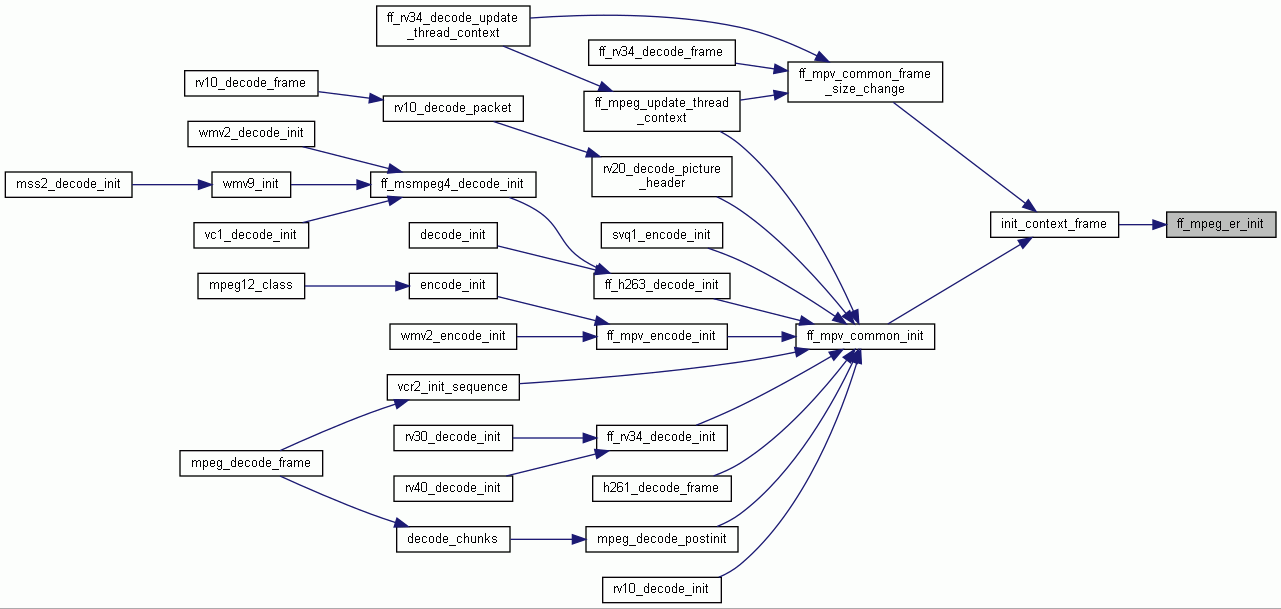 ff_rv34_decode_update
_thread_context
ff_rv34_decode_frame
ff_mpv_common_frame
_size_change
rv10_decode_frame
rv10_decode_packet
ff_mpeg_update_thread
_context
wmv2_decode_init
rv20_decode_picture
_header
mss2_decode_init
wmv9_init
ff_msmpeg4_decode_init
vc1_decode_init
decode_init
svq1_encode_init
init_context_frame
ff_mpeg_er_init
mpeg12_class
encode_init
ff_h263_decode_init
wmv2_encode_init
ff_mpv_encode_init
ff_mpv_common_init
vcr2_init_sequence
rv30_decode_init
ff_rv34_decode_init
mpeg_decode_frame
rv40_decode_init
h261_decode_frame
decode_chunks
mpeg_decode_postinit
rv10_decode_init